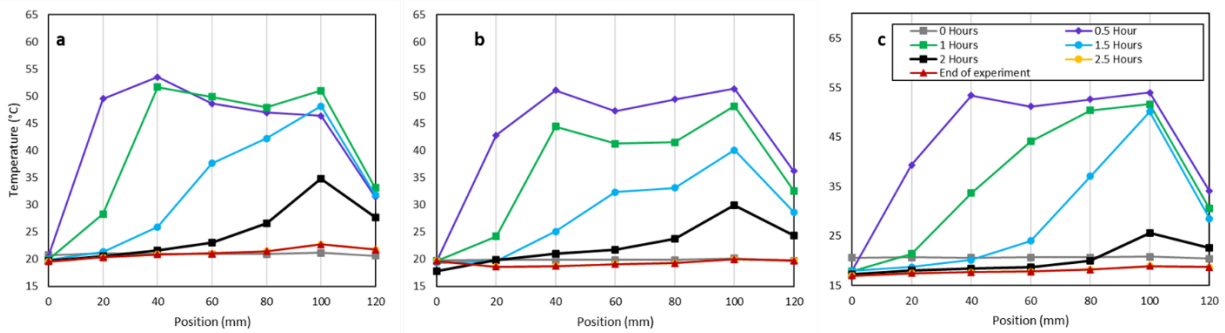 a
65
60
55
50
45
40
35
30
25
20
15
Temperature (°C)
0 20 40 60 80 100 120
Position (mm)
b
65
60
55
50
45
40
35
30
25
20
15
0 20 40 60 80 100 120
Position (mm)
c
0 Hours 0.5 Hour
1 Hours 1.5 Hours
2 Hours 2.5 Hours
End of experiment
65
55
45
35
25
15
0 20 40 60 80 100 120
Position (mm)